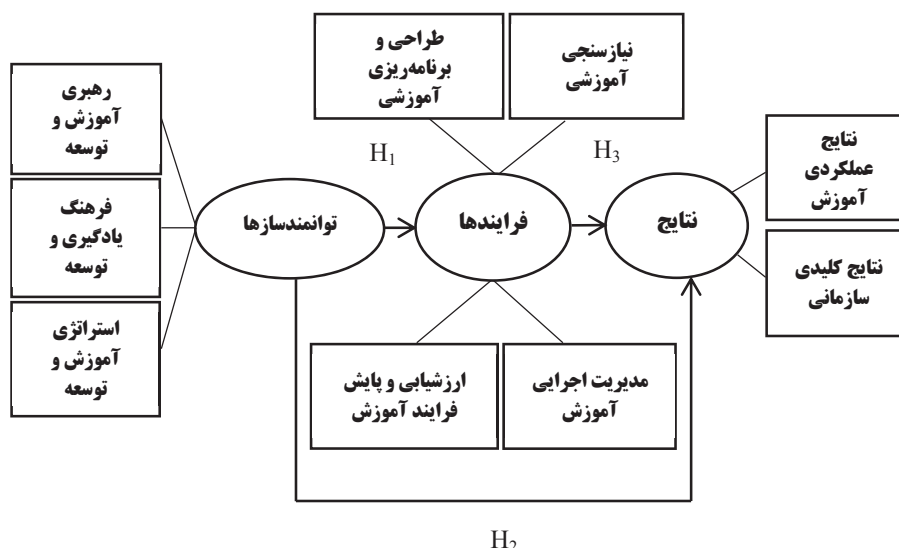 رهبری
آموزش و
توسعه
فرهنگ
یادگیری و
توسعه
استراتژی
آموزش و
توسعه
توانمندسازها
H₁
طراحی و
برنامه‌ریزی
آموزشی
نیازسنجی
آموزشی
فرایندها
ارزشیابی و پایش
فرایند آموزش
مدیریت اجرایی
آموزش
H₃
نتایج
نتایج
عملکردی
آموزش
نتایج کلیدی
سازمانی
H₂